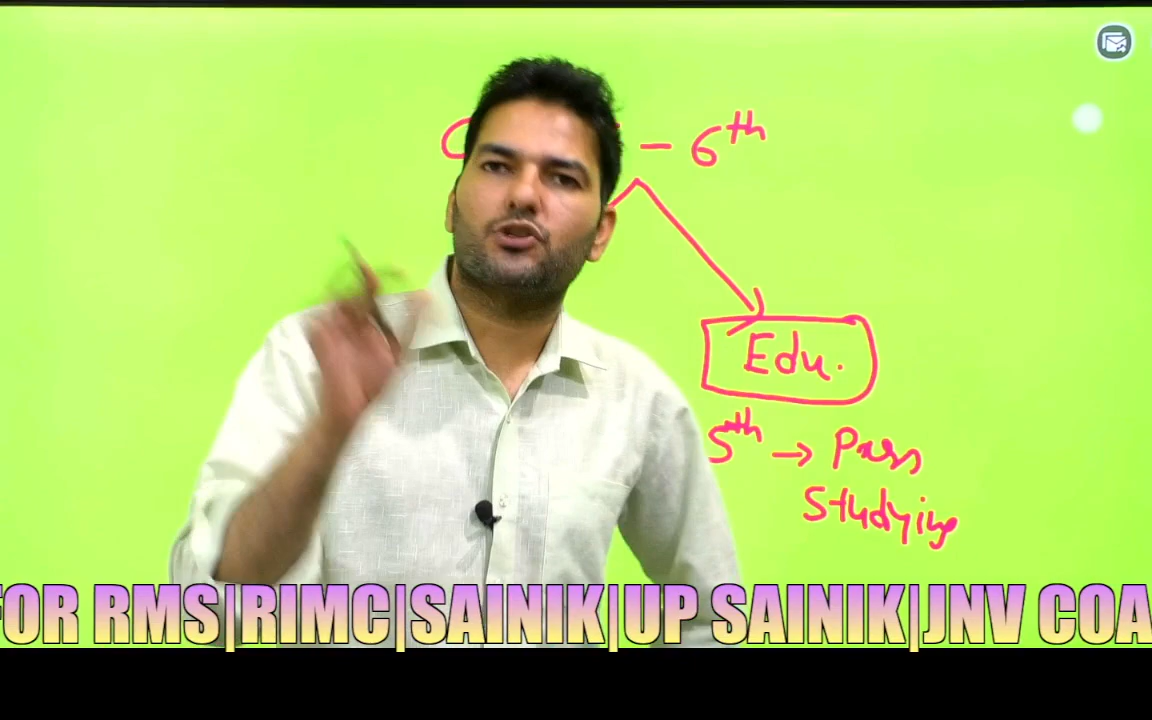 - 6th
Edu.
5th → Pass
Studying
FOR RMS|RIMC|SAINIK|UP SAINIK|JNV COA